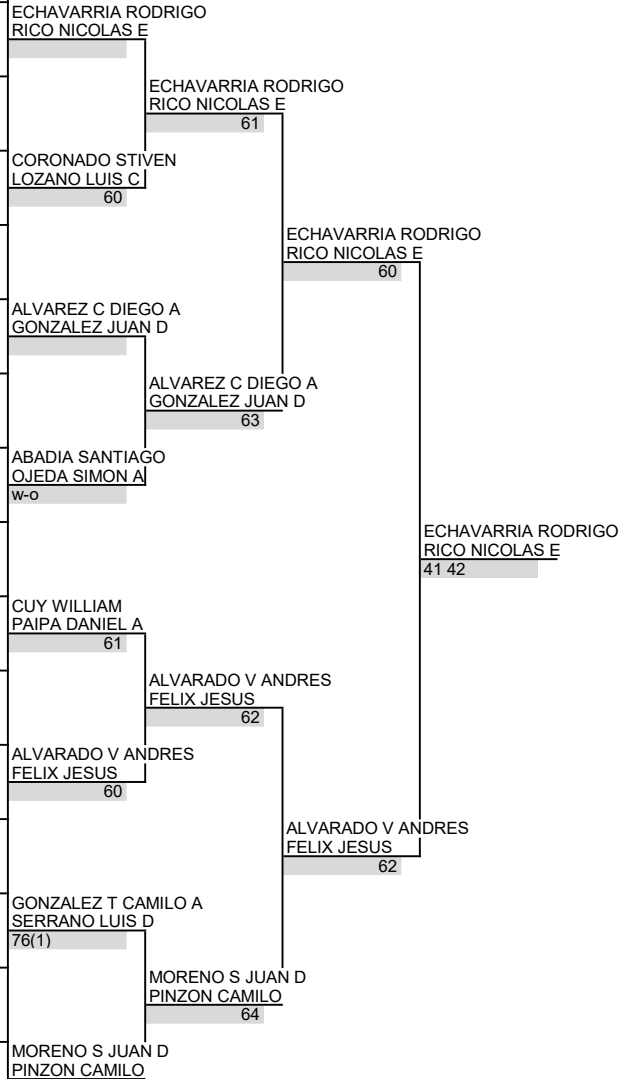 ECHAVARRIA RODRIGO
RICO NICOLAS E
ECHAVARRIA RODRIGO
RICO NICOLAS E
61
CORONADO STIVEN
LOZANO LUIS C
60
ECHAVARRIA RODRIGO
RICO NICOLAS E
60
ALVAREZ C DIEGO A
GONZALEZ JUAN D
ALVAREZ C DIEGO A
GONZALEZ JUAN D
63
ABADIA SANTIAGO
OJEDA SIMON A
w-o
ECHAVARRIA RODRIGO
RICO NICOLAS E
41 42
CUY WILLIAM
PAIPA DANIEL A
61
ALVARADO V ANDRES
FELIX JESUS
62
ALVARADO V ANDRES
FELIX JESUS
60
ALVARADO V ANDRES
FELIX JESUS
62
GONZALEZ T CAMILO A
SERRANO LUIS D
76(1)
MORENO S JUAN D
PINZON CAMILO
64
MORENO S JUAN D
PINZON CAMILO